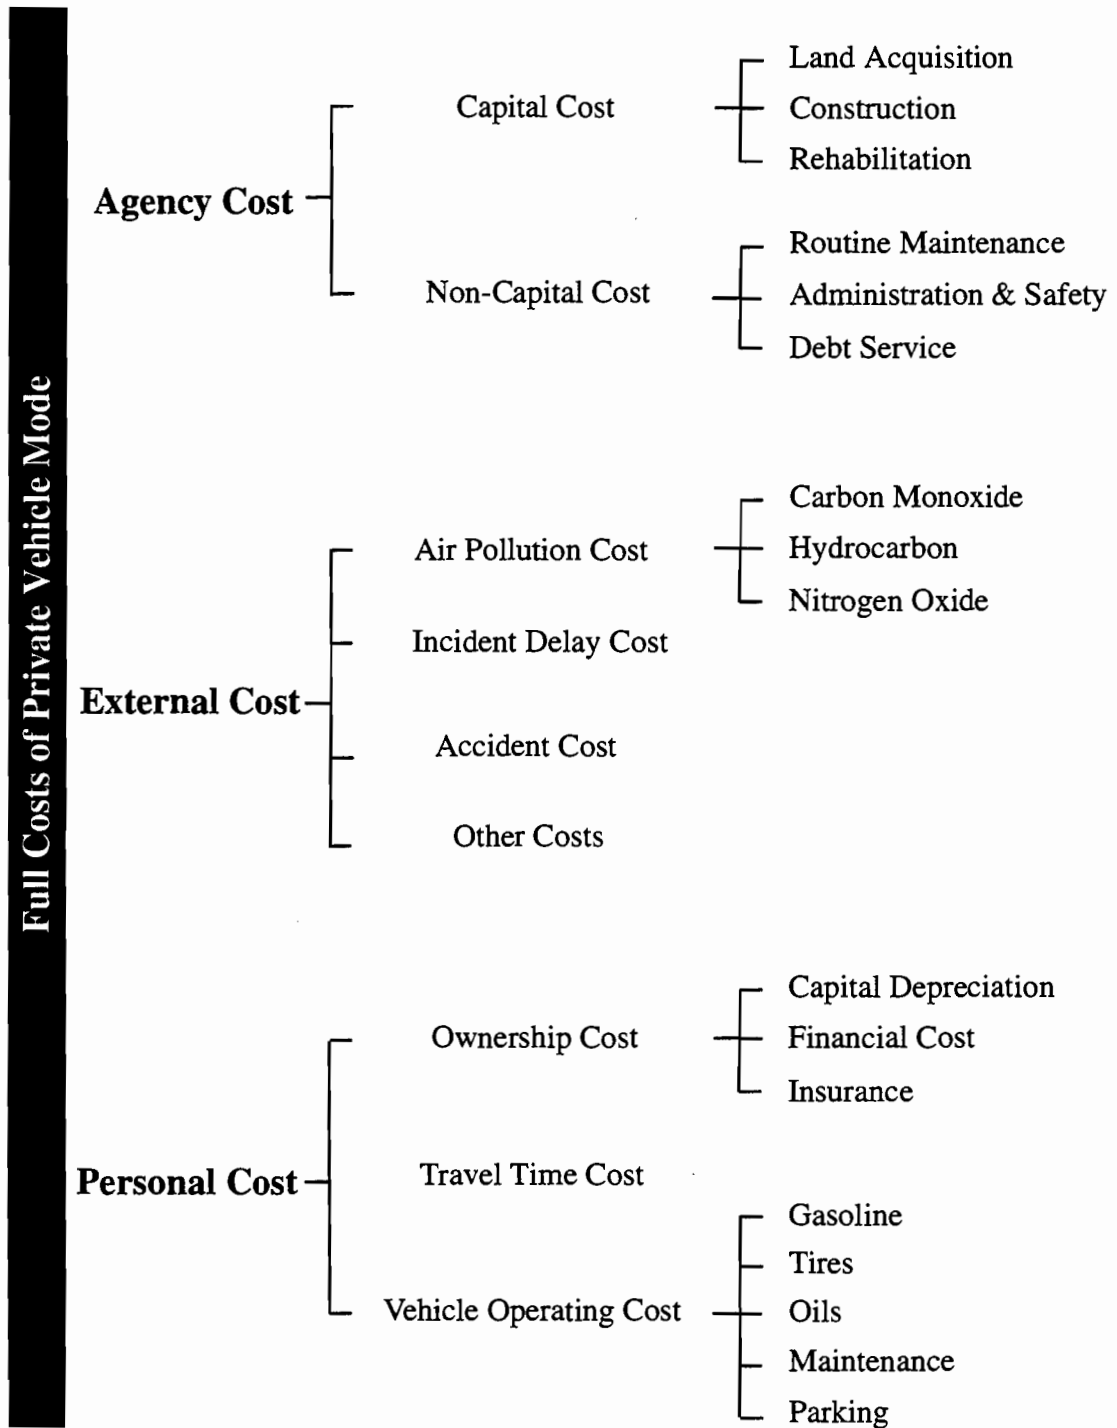 Full Costs of Private Vehicle Mode
Agency Cost
Capital Cost
Land Acquisition
Construction
Rehabilitation
Non-Capital Cost
Routine Maintenance
Administration & Safety
Debt Service
External Cost
Air Pollution Cost
Carbon Monoxide
Hydrocarbon
Nitrogen Oxide
Incident Delay Cost
Accident Cost
Other Costs
Personal Cost
Ownership Cost
Capital Depreciation
Financial Cost
Insurance
Travel Time Cost
Vehicle Operating Cost
Gasoline
Tires
Oils
Maintenance
Parking